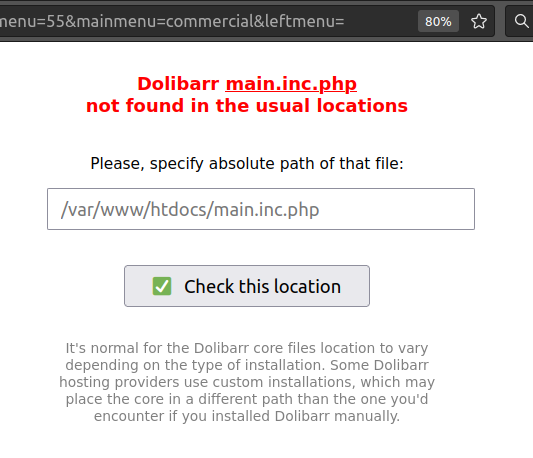 menu=55&mainmenu=commercial&leftmenu=
80%
Dolibarr main.inc.php
not found in the usual locations
Please, specify absolute path of that file:
/var/www/htdocs/main.inc.php
Check this location
It's normal for the Dolibarr core files location to vary
depending on the type of installation. Some Dolibarr
hosting providers use custom installations, which may
place the core in a different path than the one you'd
encounter if you installed Dolibarr manually.